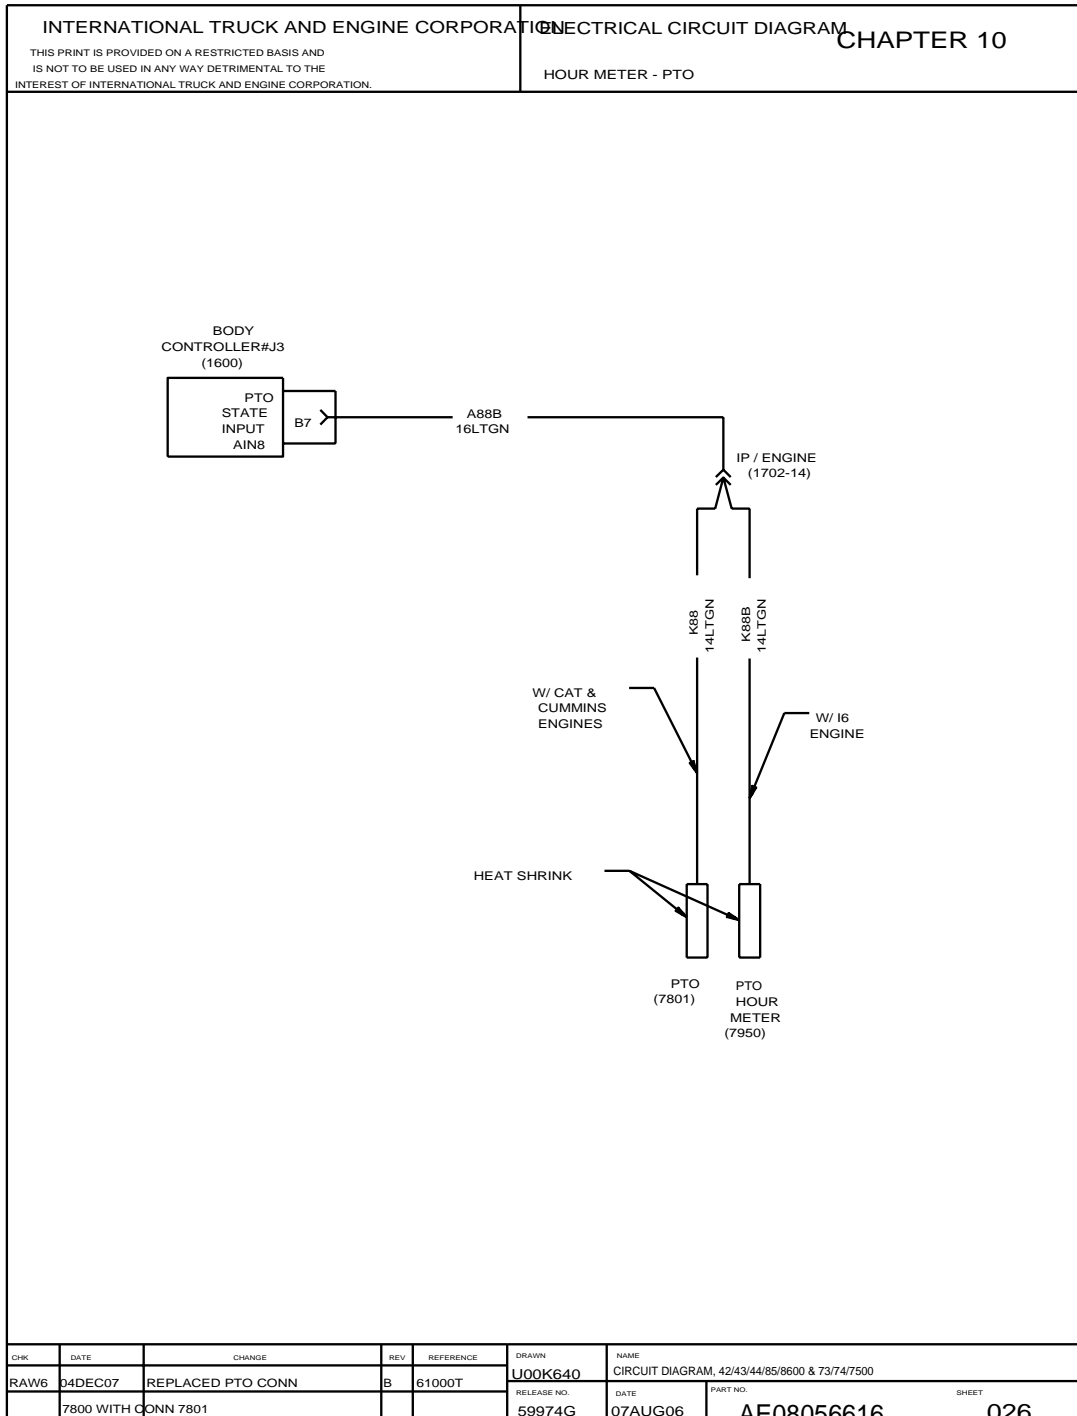 INTERNATIONAL TRUCK AND ENGINE CORPORATION
THIS PRINT IS PROVIDED ON A RESTRICTED BASIS AND
IS NOT TO BE USED IN ANY WAY DETRIMENTAL TO THE
INTEREST OF INTERNATIONAL TRUCK AND ENGINE CORPORATION.
ELECTRICAL CIRCUIT DIAGRAM
CHAPTER 10
HOUR METER - PTO
BODY
CONTROLLER#J3
(1600)
PTO
STATE
INPUT
AIN8
B7
A88B
16LTGN
IP / ENGINE
(1702-14)
K88
14LTGN
K88B
14LTGN
W/ CAT &
CUMMINS
ENGINES
W/ I6
ENGINE
HEAT SHRINK
PTO
(7801)
PTO
HOUR
METER
(7950)
CHK
DATE
CHANGE
REV
REFERENCE
RAW6
04DEC07
REPLACED PTO CONN
B
61000T
7800 WITH CONN 7801
DRAWN
U00K640
NAME
CIRCUIT DIAGRAM, 42/43/44/85/8600 & 73/74/7500
RELEASE NO.
59974G
DATE
07AUG06
PART NO.
AE08056616
SHEET
026